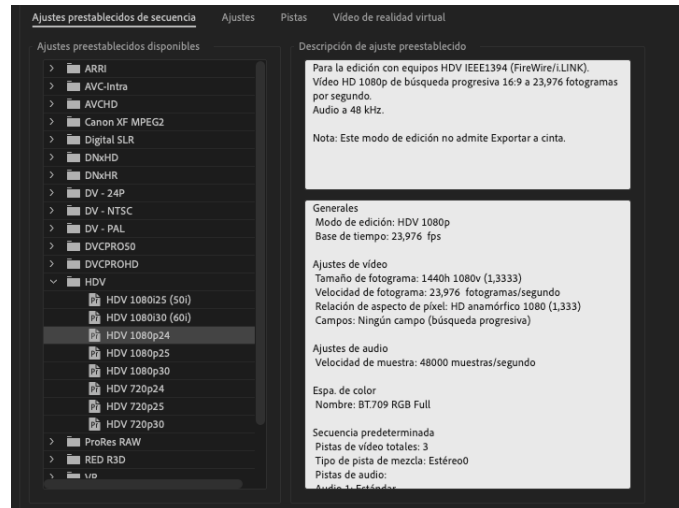 Ajustes prestablecidos de secuencia Ajustes Pistas Vídeo de realidad virtual
Ajustes preestablecidos disponibles
ARRI
AVC-Intra
AVCHD
Canon XF MPEG2
Digital SLR
DNxHD
DNxHR
DV - 24P
DV - NTSC
DV - PAL
DVCPRO50
DVCPROHD
HDV
HDV 1080i25 (50i)
HDV 1080i30 (60i)
HDV 1080p24
HDV 1080p25
HDV 1080p30
HDV 720p24
HDV 720p25
HDV 720p30
ProRes RAW
RED R3D
VR
Descripción de ajuste preestablecido
Para la edición con equipos HDV IEEE1394 (FireWire/i.LINK).
Vídeo HD 1080p de búsqueda progresiva 16:9 a 23,976 fotogramas
por segundo.
Audio a 48 kHz.
Nota: Este modo de edición no admite Exportar a cinta.
Generales
Modo de edición: HDV 1080p
Base de tiempo: 23,976 fps
Ajustes de vídeo
Tamaño de fotograma: 1440h 1080v (1,3333)
Velocidad de fotograma: 23,976 fotogramas/segundo
Relación de aspecto de píxel: HD anamórfico 1080 (1,333)
Campos: Ningún campo (búsqueda progresiva)
Ajustes de audio
Velocidad de muestra: 48000 muestras/segundo
Espa. de color
Nombre: BT.709 RGB Full
Secuencia predeterminada
Pistas de vídeo totales: 3
Tipo de pista de mezcla: Estéreo0
Pistas de audio:
Audio 1: Estándar